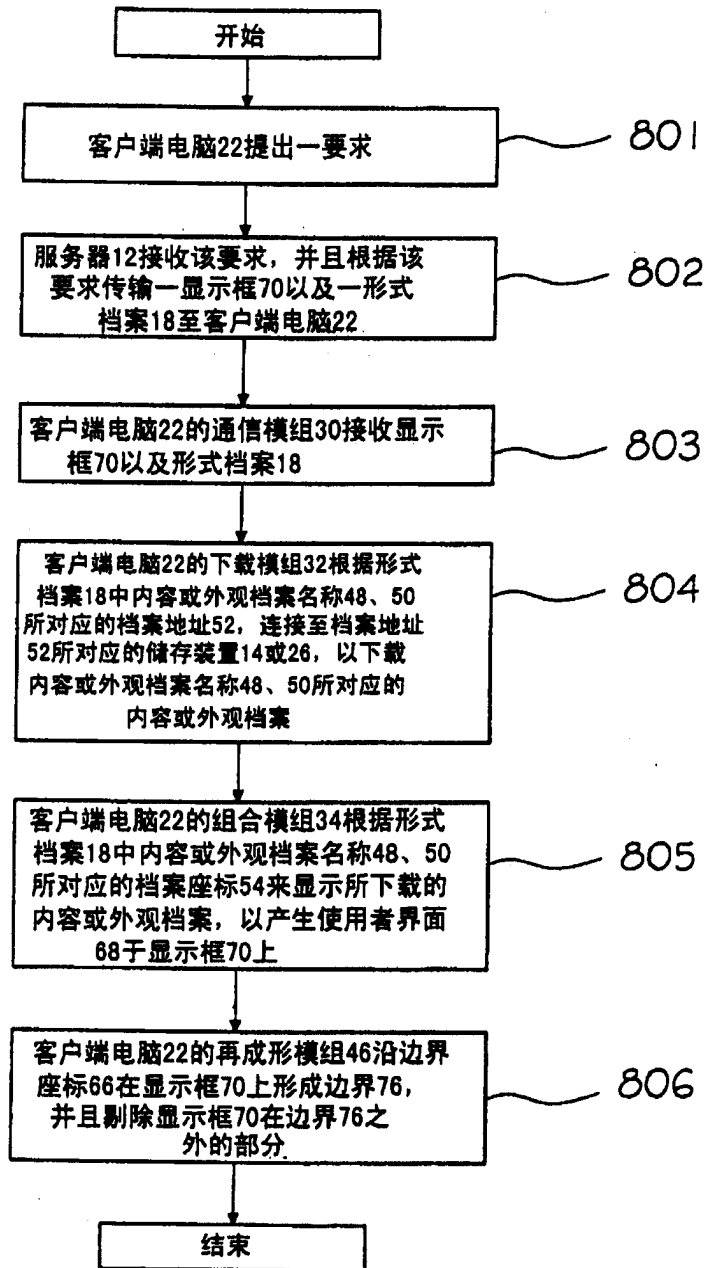 开始
客户端电脑22提出一要求
801
服务器12接收该要求，并且根据该
要求传输一显示框70以及一形式
档案18至客户端电脑22
802
客户端电脑22的通信模组30接收显示
框70以及形式档案18
803
客户端电脑22的下载模组32根据形式
档案18中内容或外观档案名称48、50
所对应的档案地址52，连接至档案地址
52所对应的储存装置14或26，以下载
内容或外观档案名称48、50所对应的
内容或外观档案
804
客户端电脑22的组合模组34根据形式
档案18中内容或外观档案名称48、50
所对应的档案座标54来显示所下载的
内容或外观档案，以产生使用者界面
68于显示框70上
805
客户端电脑22的再成形模组46沿边界
座标66在显示框70上形成边界76，
并且剔除显示框70在边界76之
外的部分
806
结束